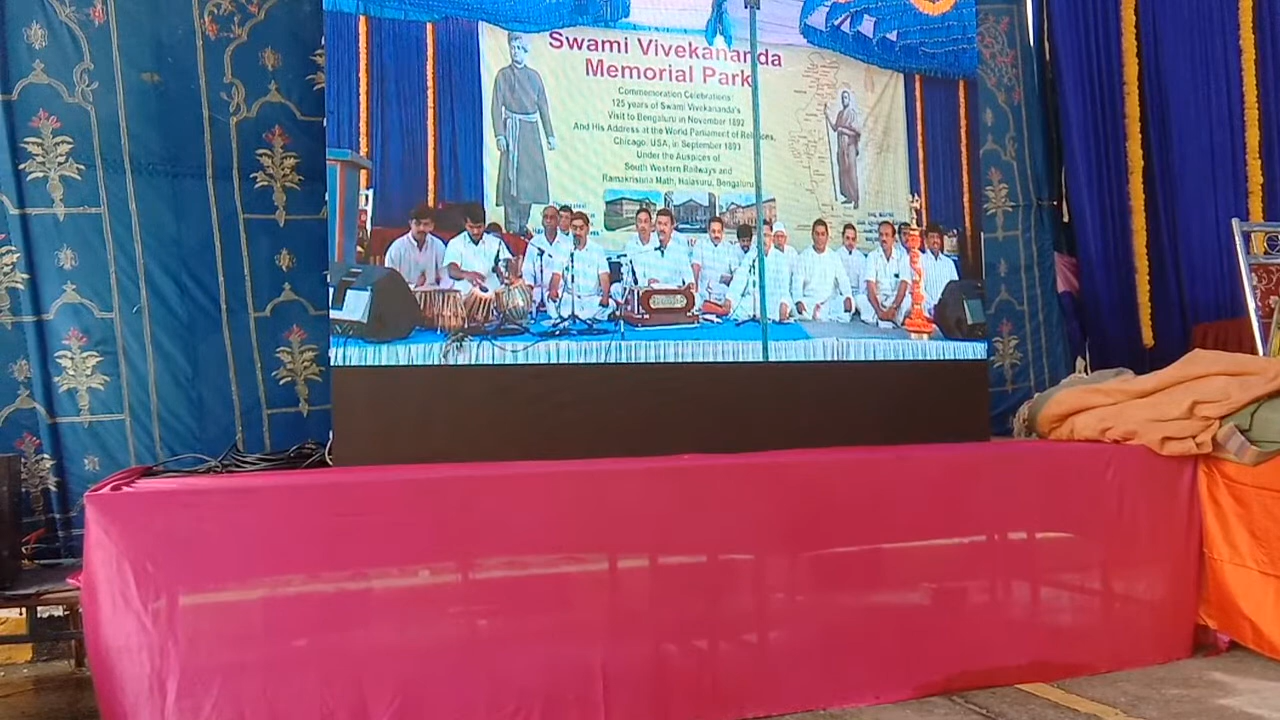 Swami Vivekananda
Memorial Park
Commemoration Celebrations:
125 years of Swami Vivekananda's
Visit to Bengaluru in November 1892
And His Address at the World Parliament of Religions,
Chicago, USA, in September 1893
Under the Auspices of
South Western Railways and
Ramakrishna Math, Halasuru, Bengaluru